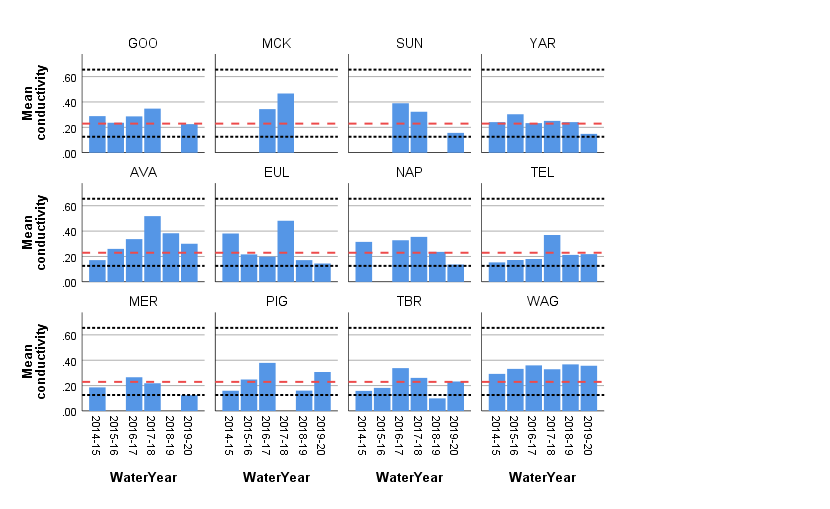 GOO MCK SUN YAR
Mean
conductivity
.60
.40
.20
.00
AVA EUL NAP TEL
Mean
conductivity
.60
.40
.20
.00
MER PIG TBR WAG
Mean
conductivity
.60
.40
.20
.00
2014-15 2015-16 2016-17 2017-18 2018-19 2019-20 2014-15 2015-16 2016-17 2017-18 2018-19 2019-20 2014-15 2015-16 2016-17 2017-18 2018-19 2019-20 2014-15 2015-16 2016-17 2017-18 2018-19 2019-20
WaterYear WaterYear WaterYear WaterYear